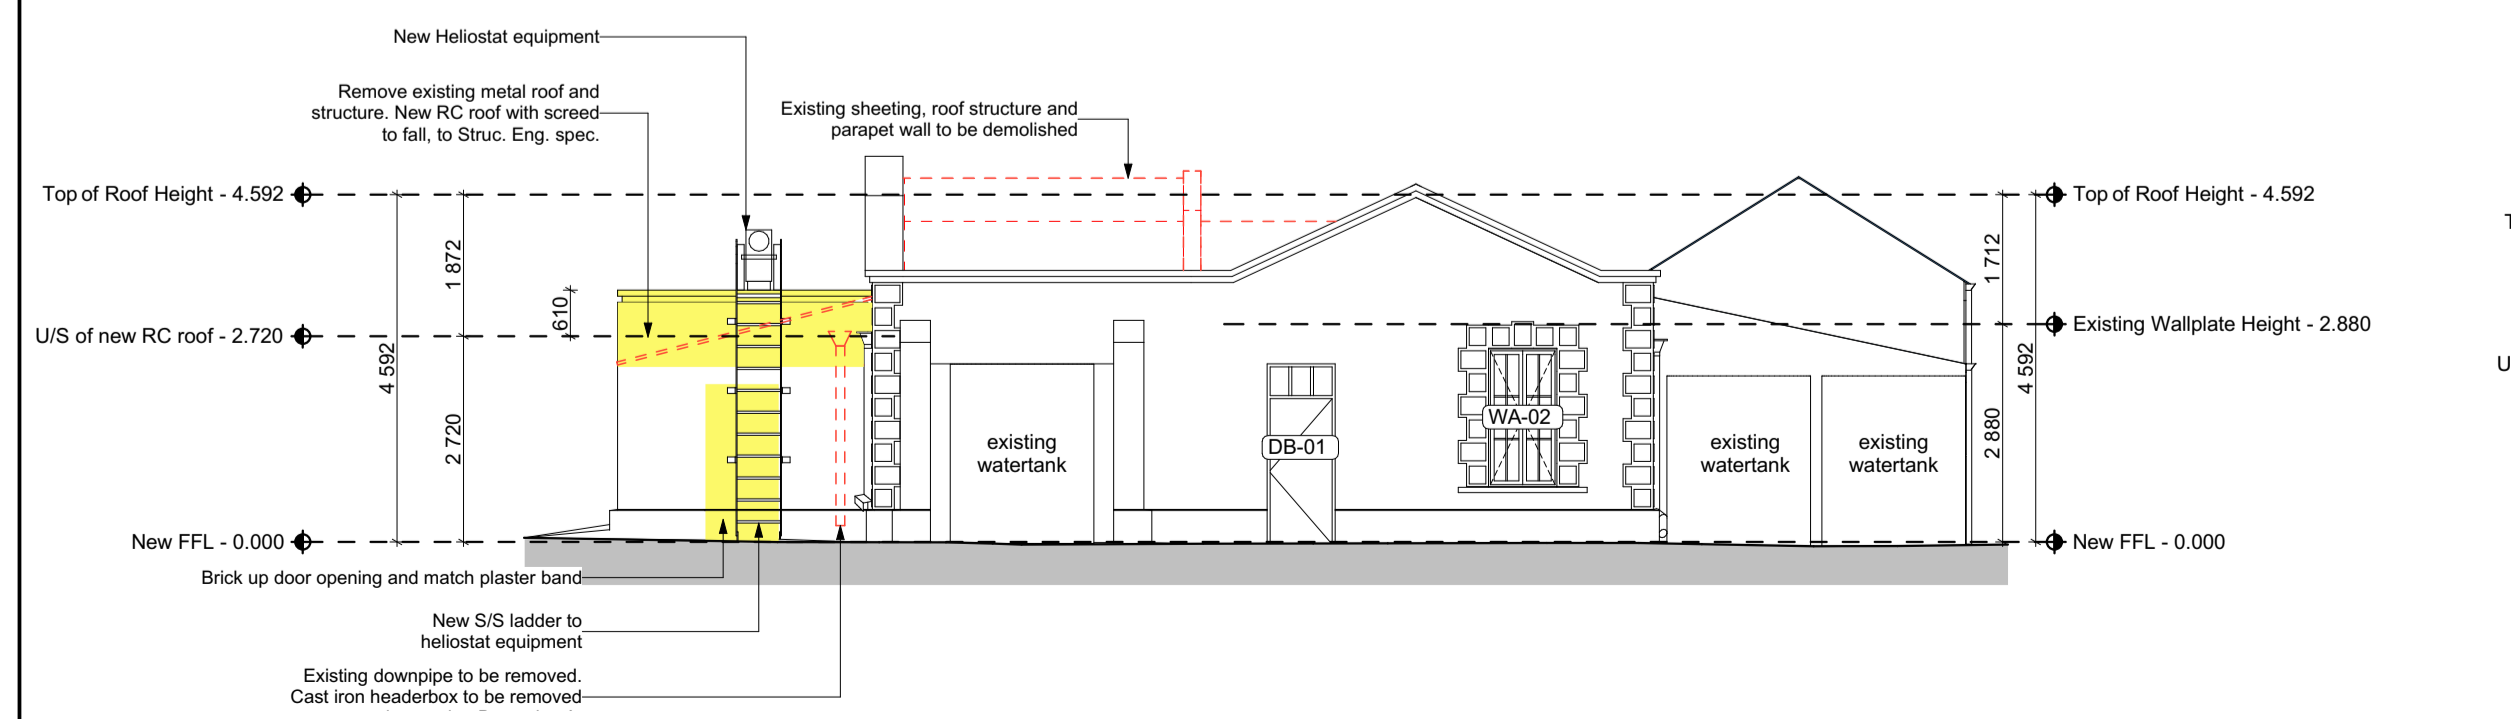 New Heliostat equipment
Remove existing metal roof and
structure. New RC roof with screed
to fall, to Struc. Eng. spec.
Existing sheeting, roof structure and
parapet wall to be demolished
Top of Roof Height - 4.592
Top of Roof Height - 4.592
1 872
1 712
610
U/S of new RC roof - 2.720
Existing Wallplate Height - 2.880
4 592
4 592
2 720
2 880
WA-02
DB-01
existing
watertank
existing
watertank
existing
watertank
New FFL - 0.000
New FFL - 0.000
Brick up door opening and match plaster band
New S/S ladder to
heliostat equipment
Existing downpipe to be removed.
Cast iron headerbox to be removed